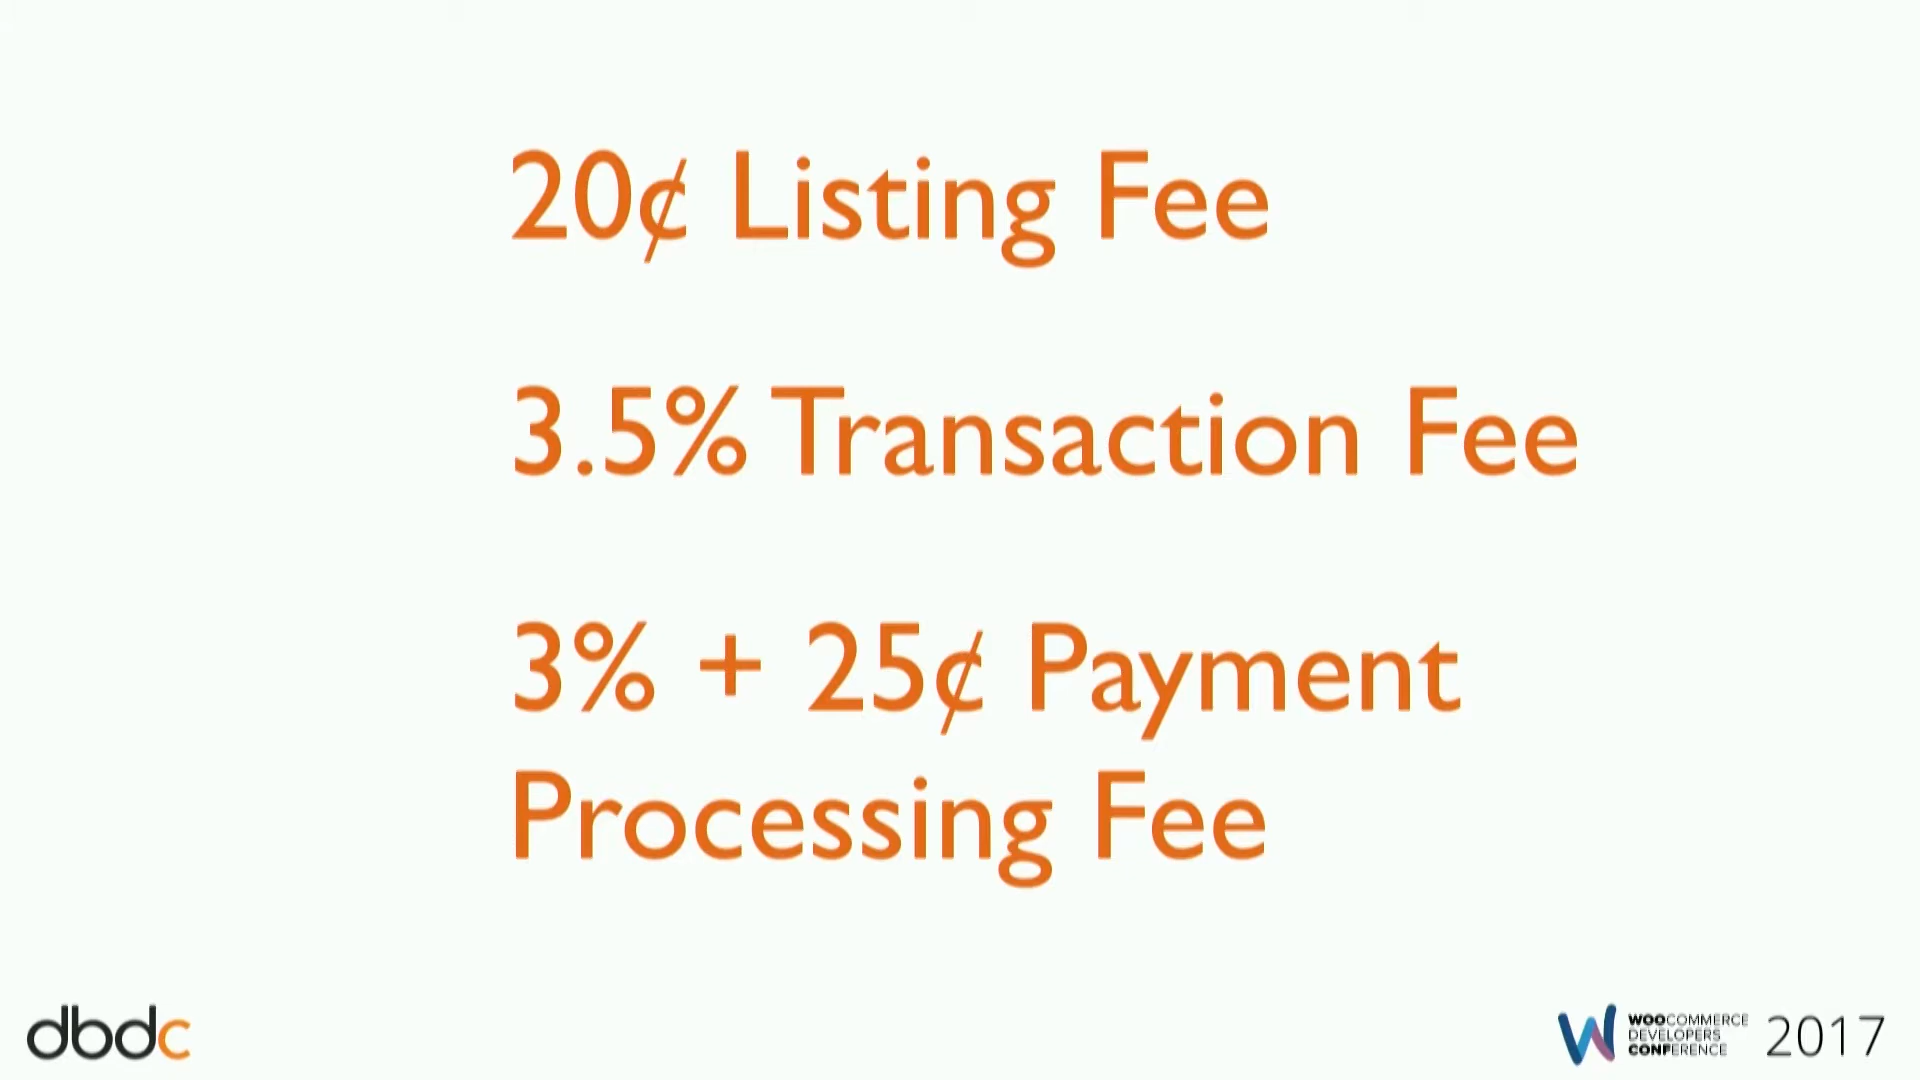 20¢ Listing Fee
3.5% Transaction Fee
3% + 25¢ Payment
Processing Fee
dbdc
WOOCOMMERCE
DEVELOPERS
CONFERENCE
2017